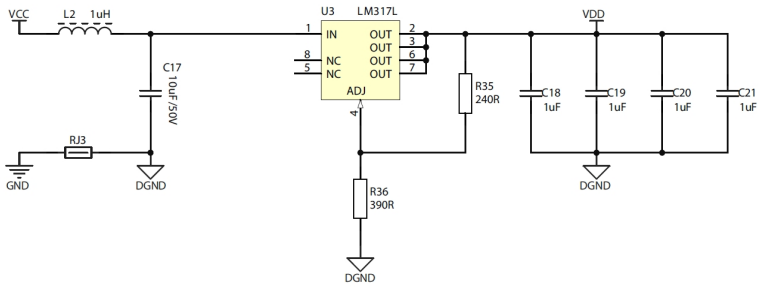 VCC
L2 1uH
C17
10uF/50V
RJ3
GND
DGND
U3 LM317L
1 IN
8 NC
5 NC
OUT 2
OUT 3
OUT 6
OUT 7
ADJ
4
R35
240R
R36
390R
DGND
VDD
C18
1uF
C19
1uF
C20
1uF
C21
1uF
DGND